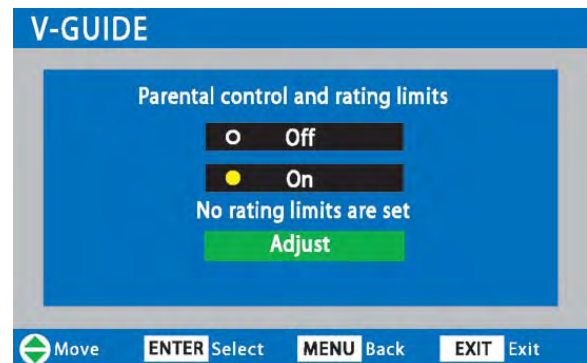 V-GUIDE
Parental control and rating limits
Off
On
No rating limits are set
Adjust
Move ENTER Select MENU Back EXIT Exit